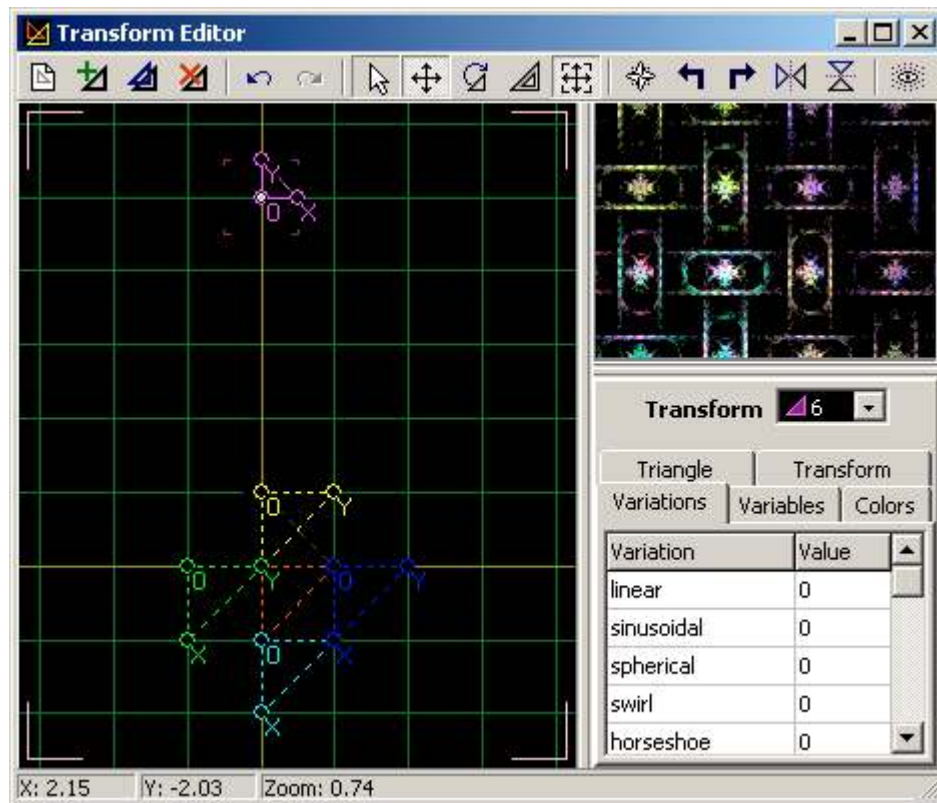 Transform Editor
Y
O X
Transform 6
Triangle Transform
Variations Variables Colors
Variation Value
linear 0
sinusoidal 0
spherical 0
swirl 0
horseshoe 0
O Y
O Y O Y
X O X
X
X: 2.15 Y: -2.03 Zoom: 0.74